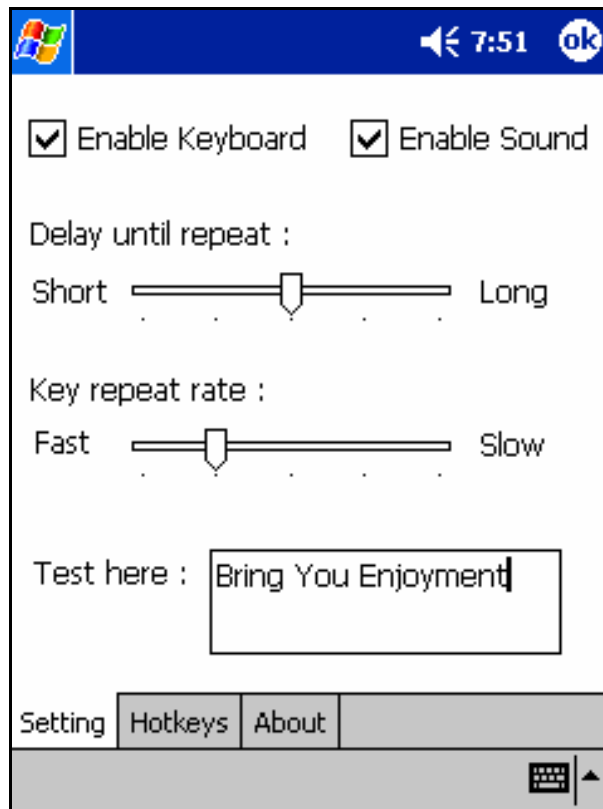 7:51 ok
Enable Keyboard Enable Sound
Delay until repeat :
Short Long
Key repeat rate :
Fast Slow
Test here : Bring You Enjoyment
Setting Hotkeys About